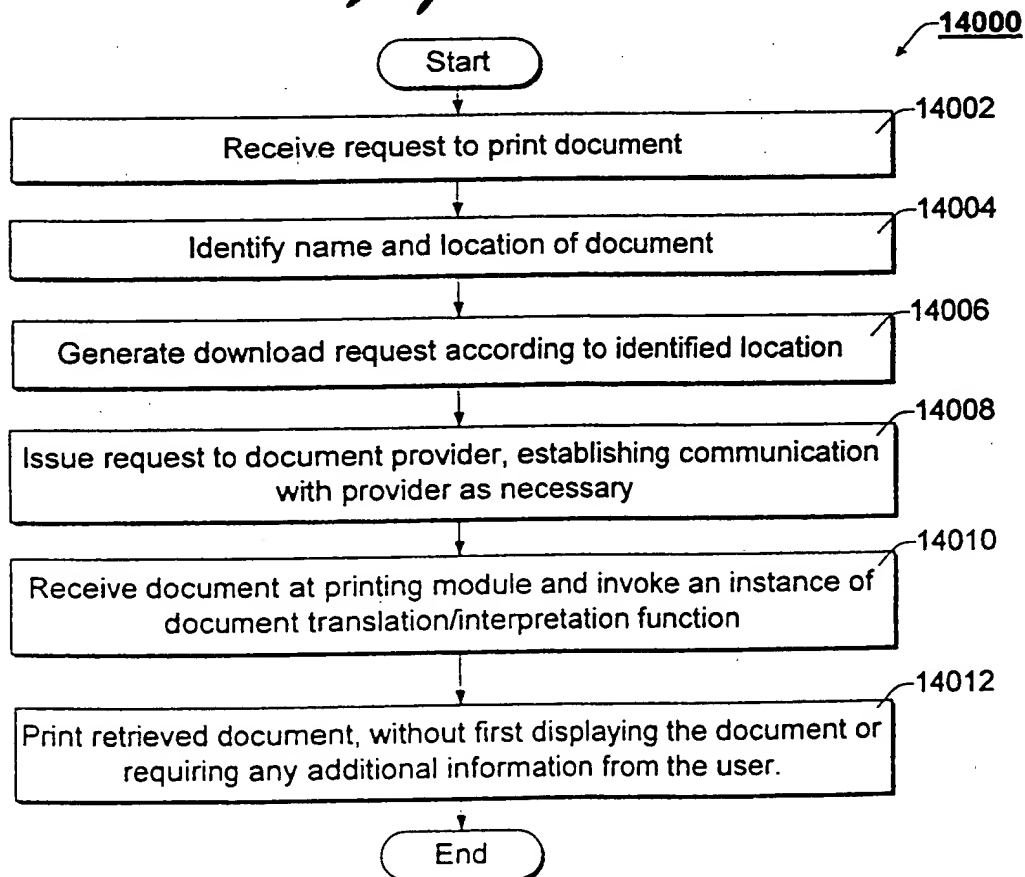 14000
Start
14002
Receive request to print document
14004
Identify name and location of document
14006
Generate download request according to identified location
14008
Issue request to document provider, establishing communication
with provider as necessary
14010
Receive document at printing module and invoke an instance of
document translation/interpretation function
14012
Print retrieved document, without first displaying the document or
requiring any additional information from the user.
End